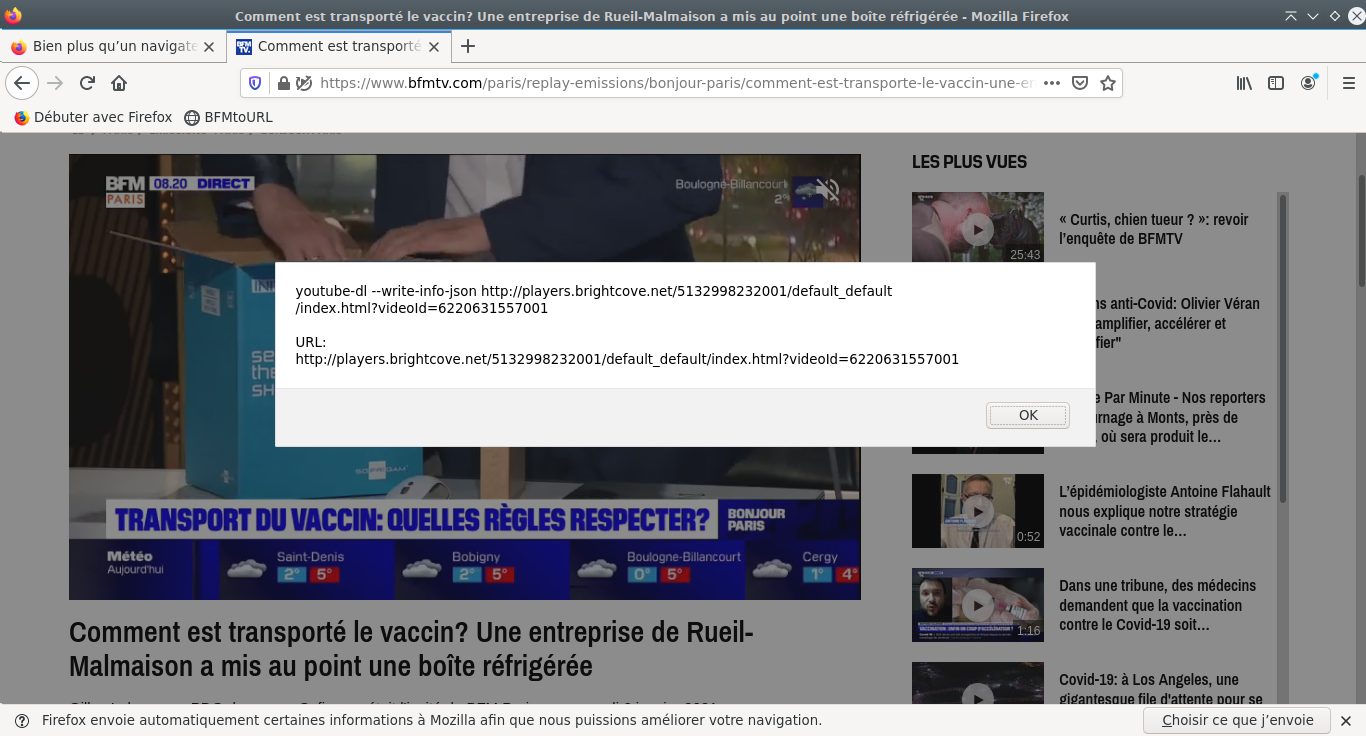 Comment est transporté le vaccin? Une entreprise de Rueil-Malmaison a mis au point une boîte réfrigérée - Mozilla Firefox
Bien plus qu’un navigate
BFM TV.
Comment est transporté
https://www.bfmtv.com/paris/replay-emissions/bonjour-paris/comment-est-transporte-le-vaccin-une-en
Débuter avec Firefox
BFMtoURL
BFM
PARIS
08.20 DIRECT
Boulogne-Billancourt
2°
youtube-dl --write-info-json http://players.brightcove.net/5132998232001/default_default
/index.html?videoId=6220631557001
URL:
http://players.brightcove.net/5132998232001/default_default/index.html?videoId=6220631557001
OK
SOFRIGAM
TRANSPORT DU VACCIN: QUELLES RÈGLES RESPECTER?
BONJOUR
PARIS
Météo
Aujourd'hui
Saint-Denis
2° 5°
Bobigny
2° 5°
Boulogne-Billancourt
0° 5°
Cergy
1° 4°
Comment est transporté le vaccin? Une entreprise de Rueil-
Malmaison a mis au point une boîte réfrigérée
LES PLUS VUES
25:43
« Curtis, chien tueur ? »: revoir
l’enquête de BFMTV
ns anti-Covid: Olivier Véran
amplifier, accélérer et
fier"
e Par Minute - Nos reporters
rnage à Monts, près de
, où sera produit le...
0:52
L’épidémiologiste Antoine Flahault
nous explique notre stratégie
vaccinale contre le...
1:16
Dans une tribune, des médecins
demandent que la vaccination
contre le Covid-19 soit...
Covid-19: à Los Angeles, une
gigantesque file d'attente pour se
Firefox envoie automatiquement certaines informations à Mozilla afin que nous puissions améliorer votre navigation.
Choisir ce que j’envoie